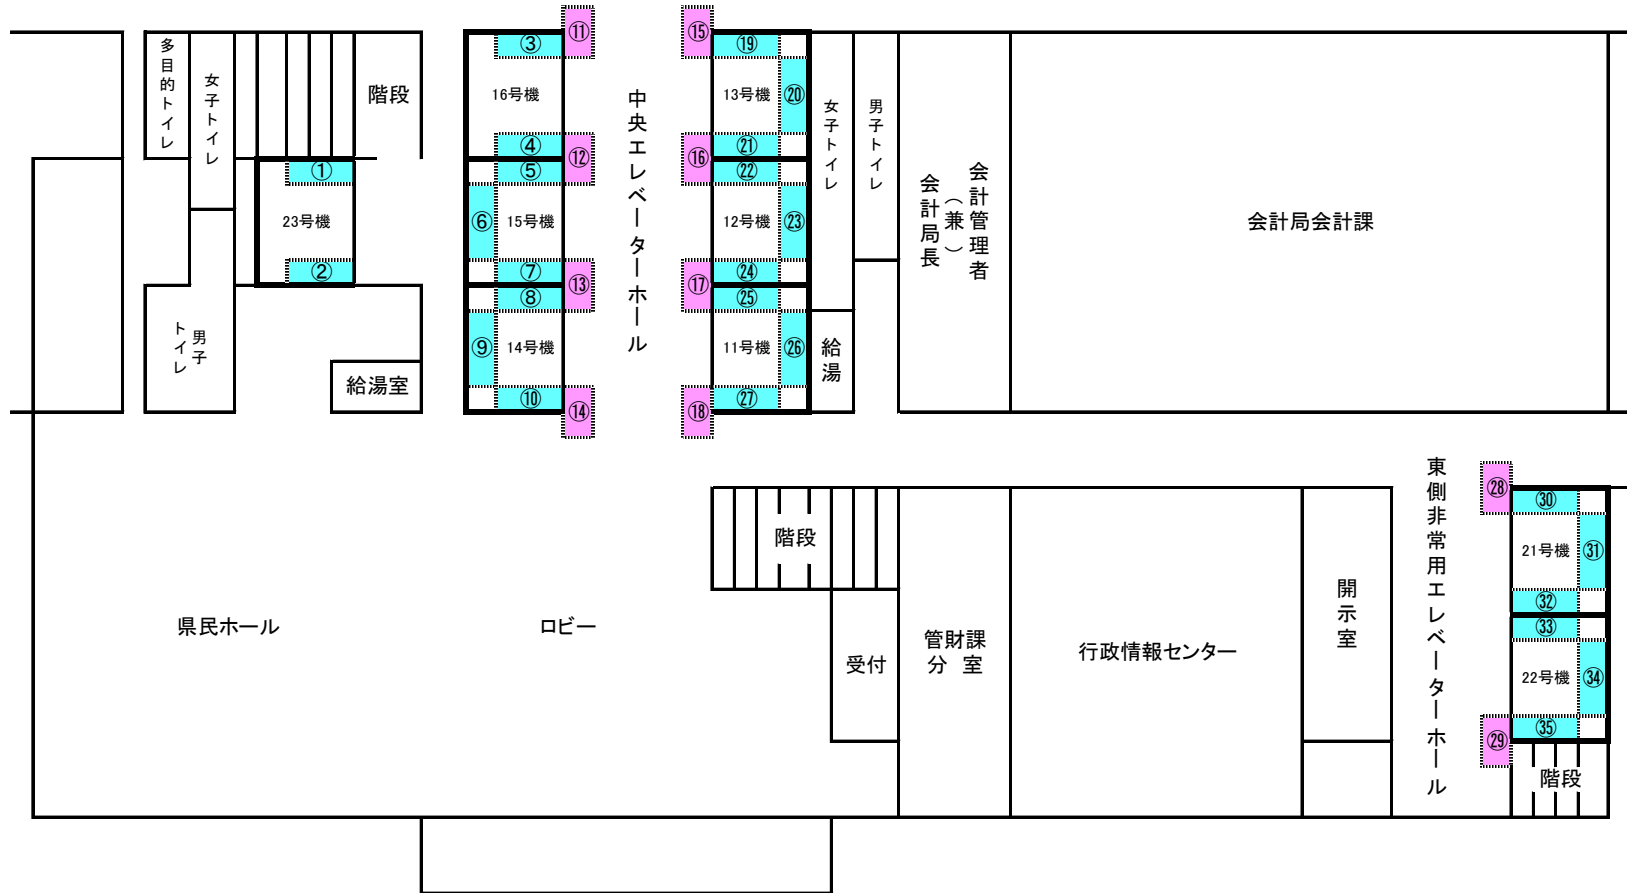 ⑪
⑮
③
⑲
多目的トイレ
女子トイレ
階段
16号機
13号機
⑳
中央エレベーターホール
女子トイレ
男子トイレ
④
⑫
⑯
㉑
①
⑤
㉒
23号機
⑥
15号機
12号機
㉓
会計管理者
（兼）
会計局長
会計局会計課
②
⑦
⑬
⑰
㉔
⑧
㉕
男子
トイレ
⑨
14号機
11号機
㉖
給湯
給湯室
⑩
⑭
⑱
㉗
東側非常用エレベーターホール
㉘
㉚
階段
21号機
㉛
㉜
県民ホール
ロビー
受付
管財課
分 室
行政情報センター
開示室
㉝
22号機
㉞
㉙
㉟
階段